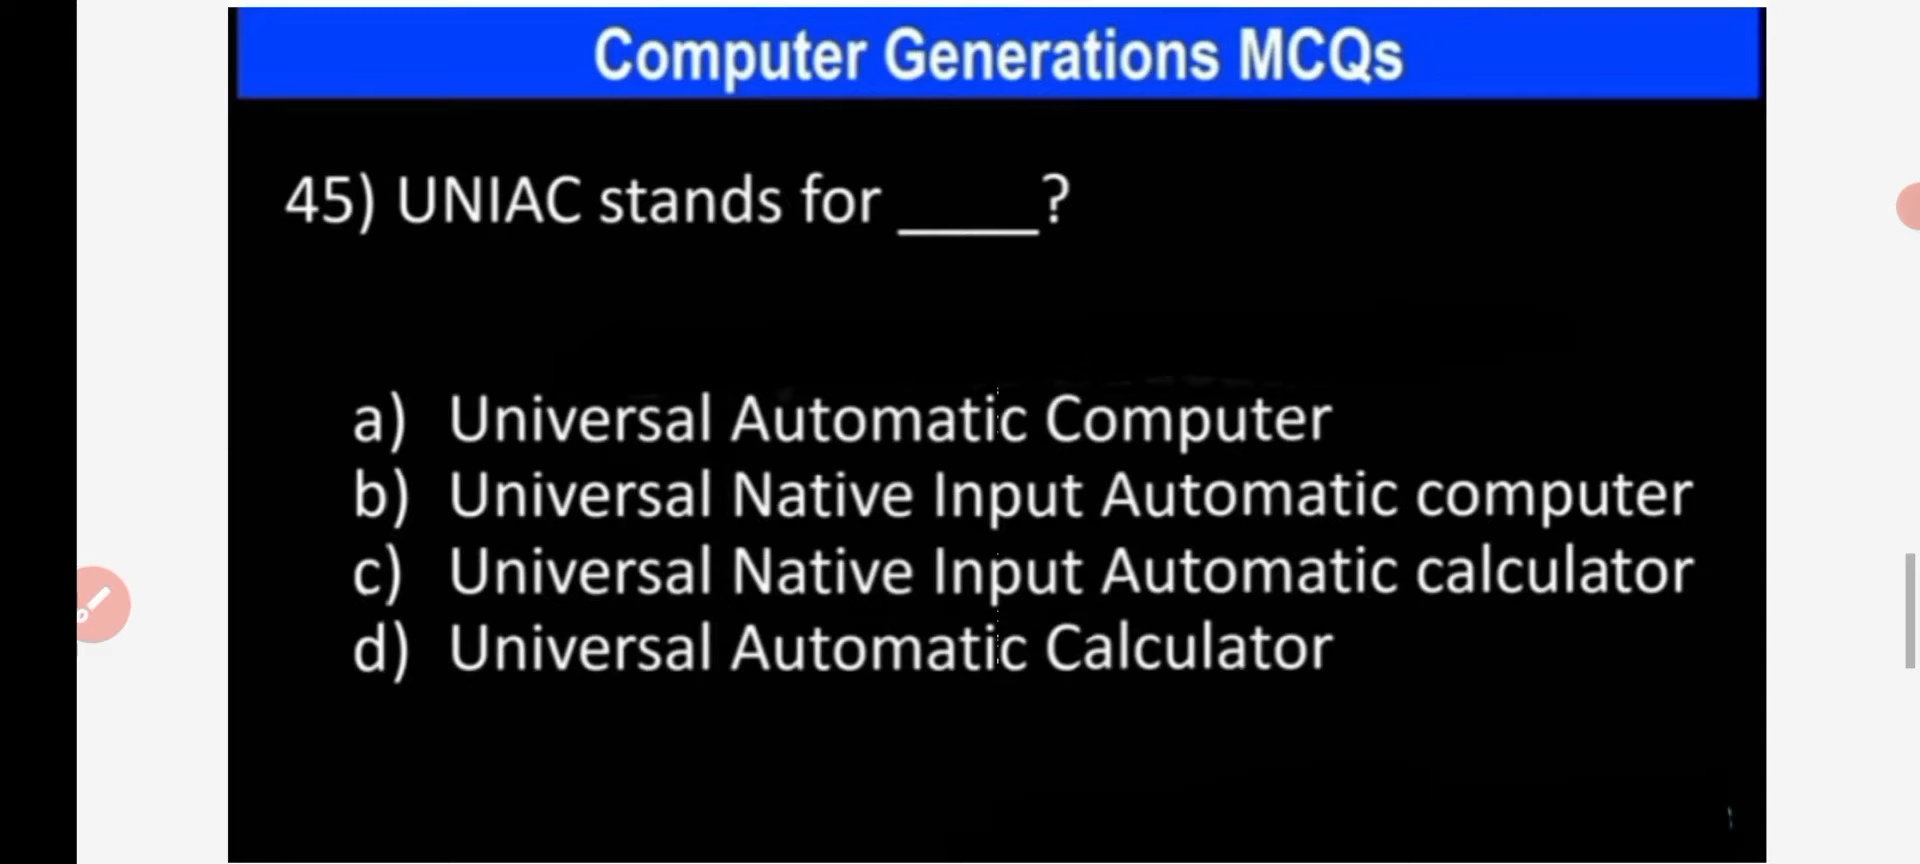 Computer Generations MCQs
45) UNIAC stands for ____?
a) Universal Automatic Computer
b) Universal Native Input Automatic computer
c) Universal Native Input Automatic calculator
d) Universal Automatic Calculator